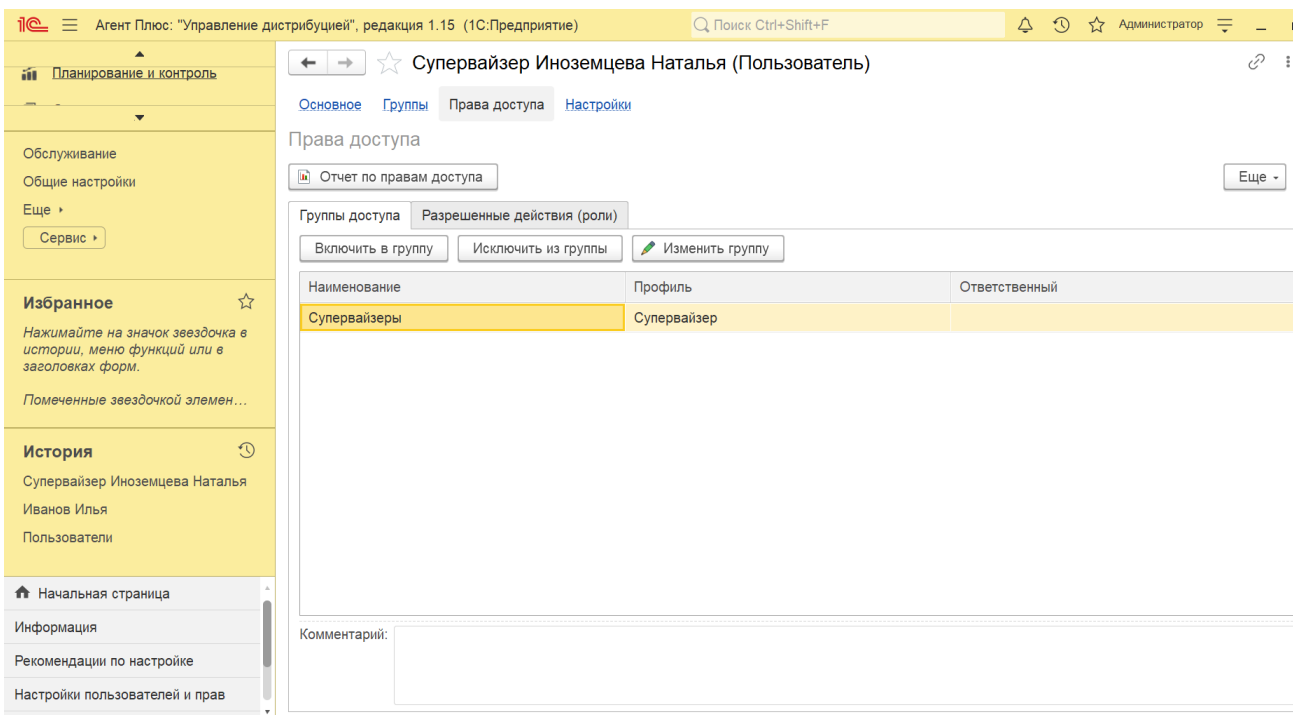 Агент Плюс: "Управление дистрибуцией", редакция 1.15 (1С:Предприятие)
Поиск Ctrl+Shift+F
Администратор
Планирование и контроль
Обслуживание
Общие настройки
Еще
Сервис
Избранное
Нажимайте на значок звездочка в
истории, меню функций или в
заголовках форм.
Помеченные звездочкой элемен…
История
Супервайзер Иноземцева Наталья
Иванов Илья
Пользователи
Начальная страница
Информация
Рекомендации по настройке
Настройки пользователей и прав
Супервайзер Иноземцева Наталья (Пользователь)
Основное Группы Права доступа Настройки
Права доступа
Отчет по правам доступа
Еще
Группы доступа Разрешенные действия (роли)
Включить в группу Исключить из группы Изменить группу
Наименование Профиль Ответственный
Супервайзеры Супервайзер
Комментарий: